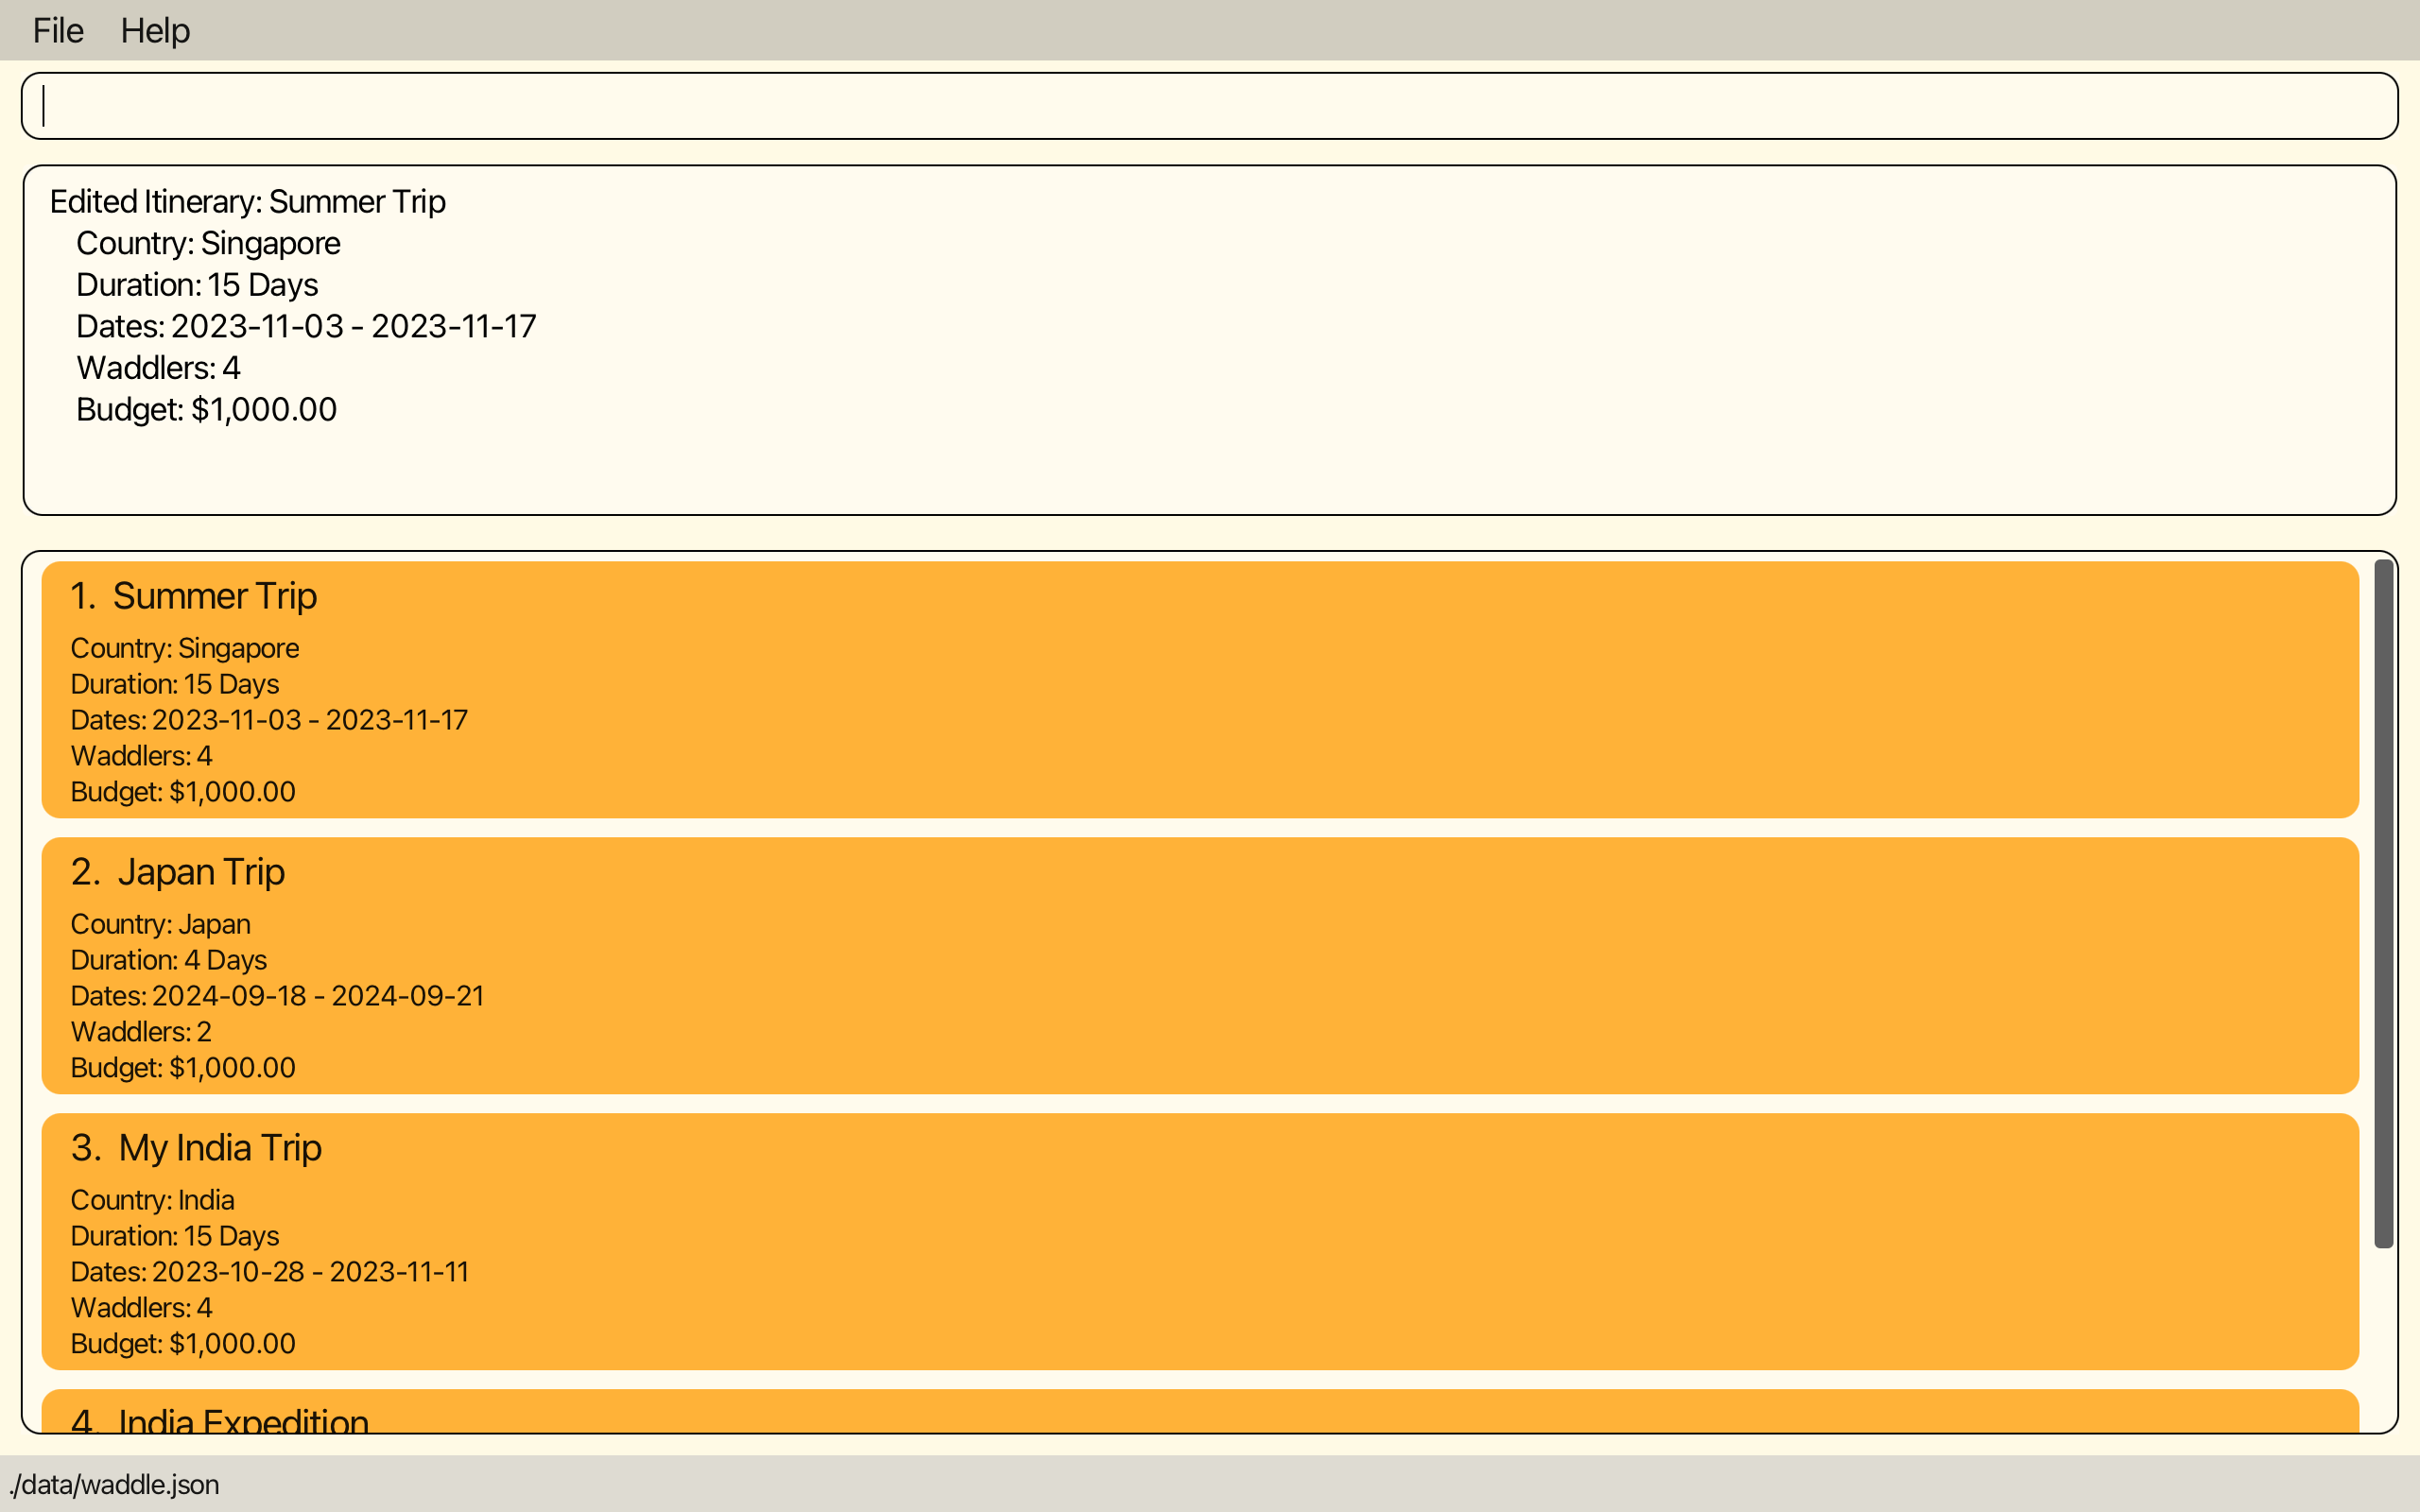 File Help
Edited Itinerary: Summer Trip
Country: Singapore
Duration: 15 Days
Dates: 2023-11-03 - 2023-11-17
Waddlers: 4
Budget: $1,000.00
1. Summer Trip
Country: Singapore
Duration: 15 Days
Dates: 2023-11-03 - 2023-11-17
Waddlers: 4
Budget: $1,000.00
2. Japan Trip
Country: Japan
Duration: 4 Days
Dates: 2024-09-18 - 2024-09-21
Waddlers: 2
Budget: $1,000.00
3. My India Trip
Country: India
Duration: 15 Days
Dates: 2023-10-28 - 2023-11-11
Waddlers: 4
Budget: $1,000.00
4. India Expedition
./data/waddle.json